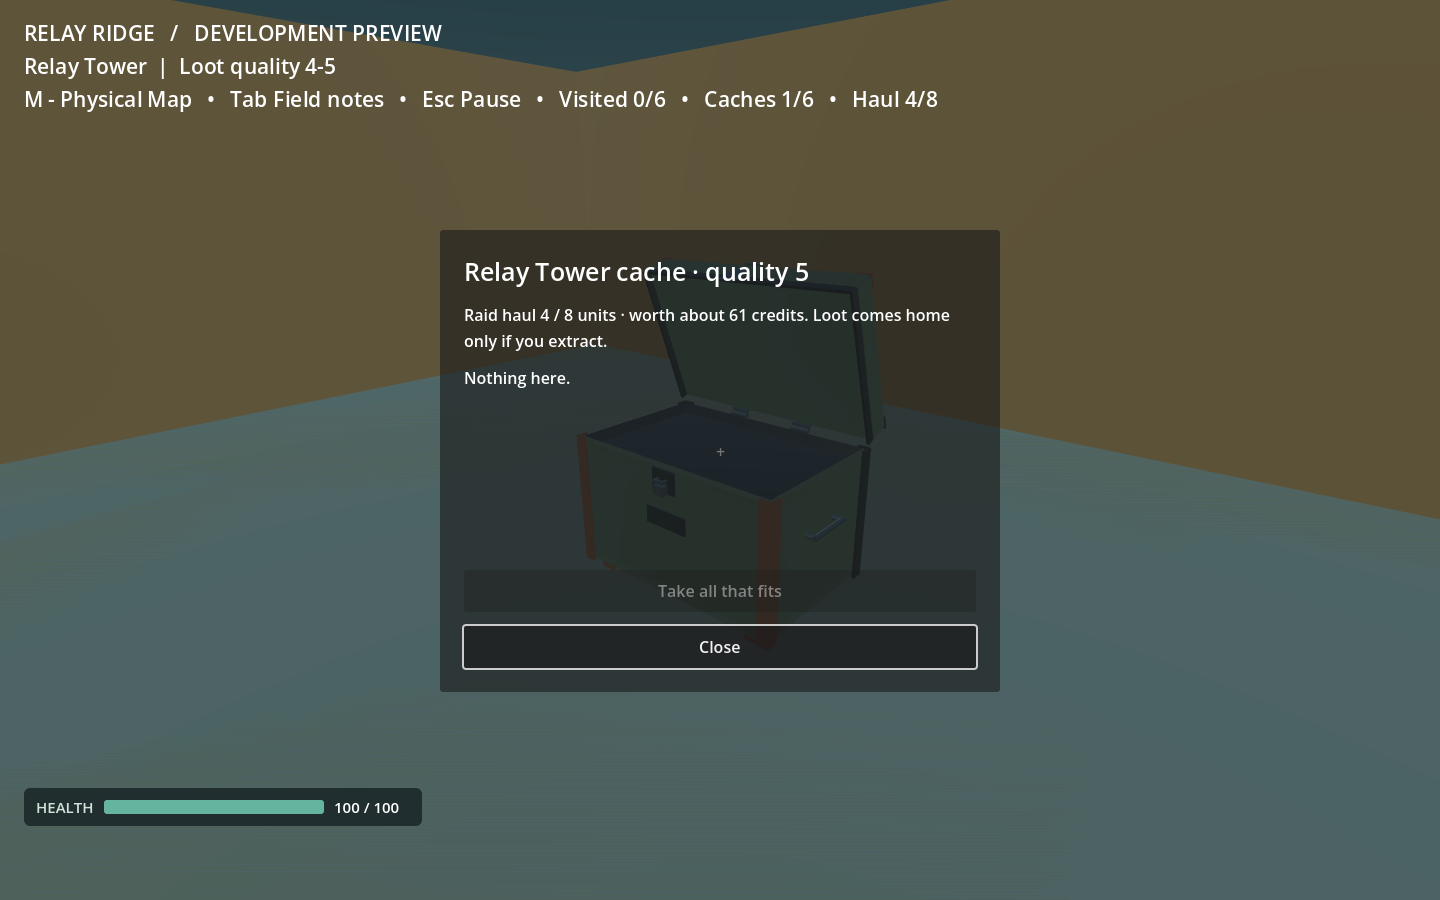 RELAY RIDGE / DEVELOPMENT PREVIEW
Relay Tower | Loot quality 4-5
M - Physical Map • Tab Field notes • Esc Pause • Visited 0/6 • Caches 1/6 • Haul 4/8
Relay Tower cache · quality 5
Raid haul 4 / 8 units · worth about 61 credits. Loot comes home
only if you extract.
Nothing here.
Take all that fits
Close
HEALTH 100 / 100